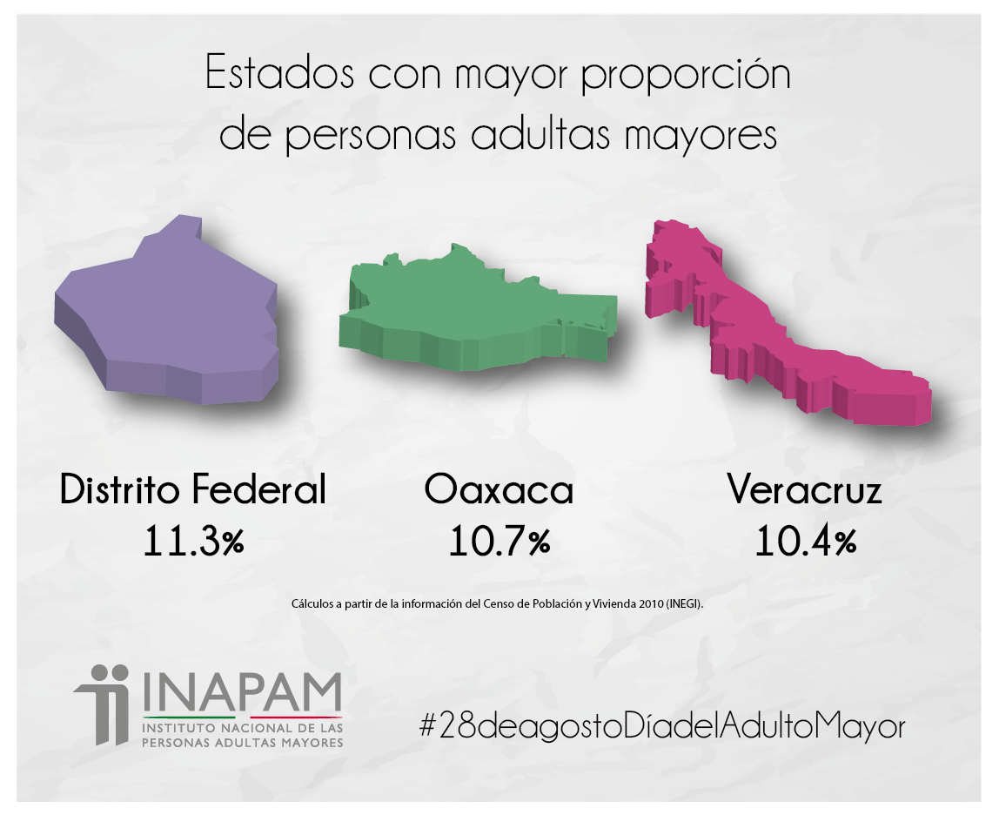 Estados con mayor proporción
de personas adultas mayores
Distrito Federal
11.3%
Oaxaca
10.7%
Veracruz
10.4%
Cálculos a partir de la información del Censo de Población y Vivienda 2010 (INEGI).
INAPAM
INSTITUTO NACIONAL DE LAS
PERSONAS ADULTAS MAYORES
#28deagostoDíadelAdultoMayor